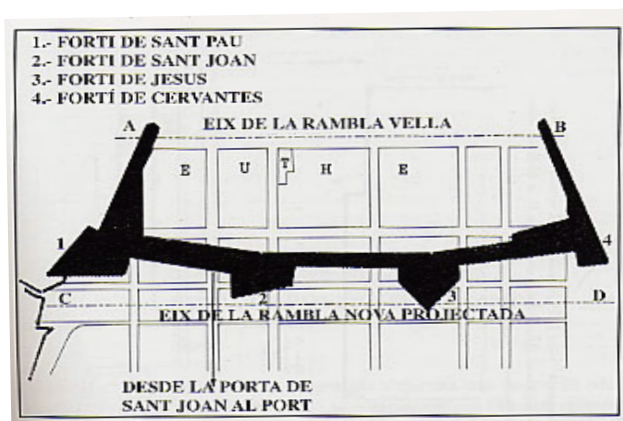 1.- FORTI DE SANT PAU
2.- FORTI DE SANT JOAN
3.- FORTI DE JESUS
4.- FORTÍ DE CERVANTES
A EIX DE LA RAMBLA VELLA B
E U T H E
1 4
C 2 3 D
EIX DE LA RAMBLA NOVA PROJECTADA
DESDE LA PORTA DE
SANT JOAN AL PORT